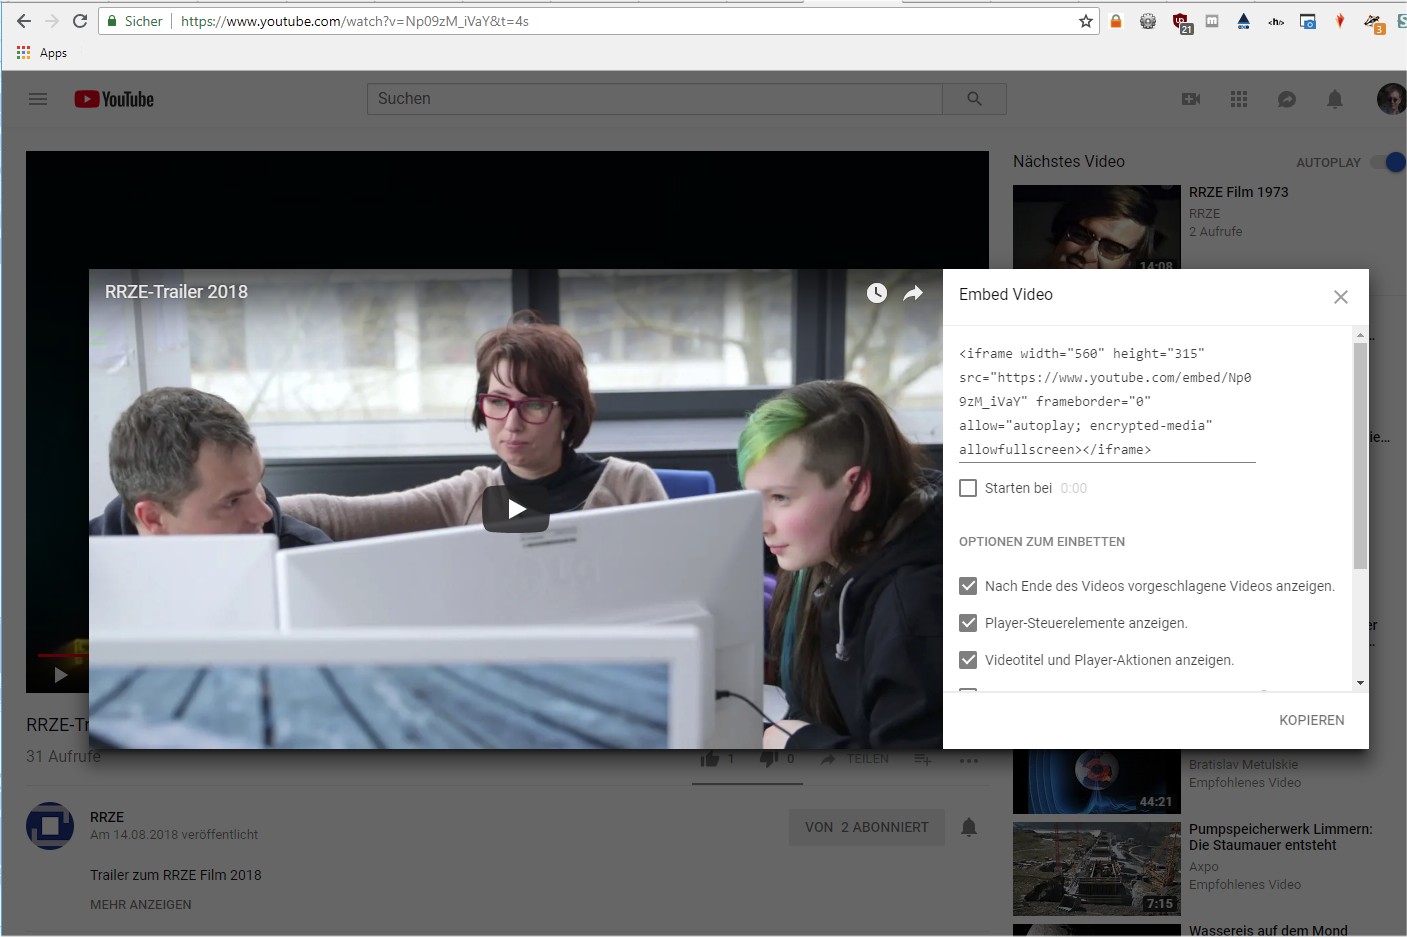 Sicher https://www.youtube.com/watch?v=Np09zM_iVaY&t=4s
21
</h>
3
Apps
YouTube
Suchen
Nächstes Video
AUTOPLAY
RRZE Film 1973
RRZE
2 Aufrufe
14:08
RRZE-Trailer 2018
Embed Video
<iframe width="560" height="315"
src="https://www.youtube.com/embed/Np0
9zM_iVaY" frameborder="0"
allow="autoplay; encrypted-media"
allowfullscreen></iframe>
Starten bei 0:00
OPTIONEN ZUM EINBETTEN
Nach Ende des Videos vorgeschlagene Videos anzeigen.
Player-Steuerelemente anzeigen.
Videotitel und Player-Aktionen anzeigen.
KOPIEREN
RRZE-Tr
31 Aufrufe
1
0
TEILEN
RRZE
Am 14.08.2018 veröffentlicht
VON 2 ABONNIERT
Trailer zum RRZE Film 2018
MEHR ANZEIGEN
Bratislav Metulskie
Empfohlenes Video
44:21
Pumpspeicherwerk Limmern:
Die Staumauer entsteht
Axpo
Empfohlenes Video
7:15
Wassereis auf dem Mond